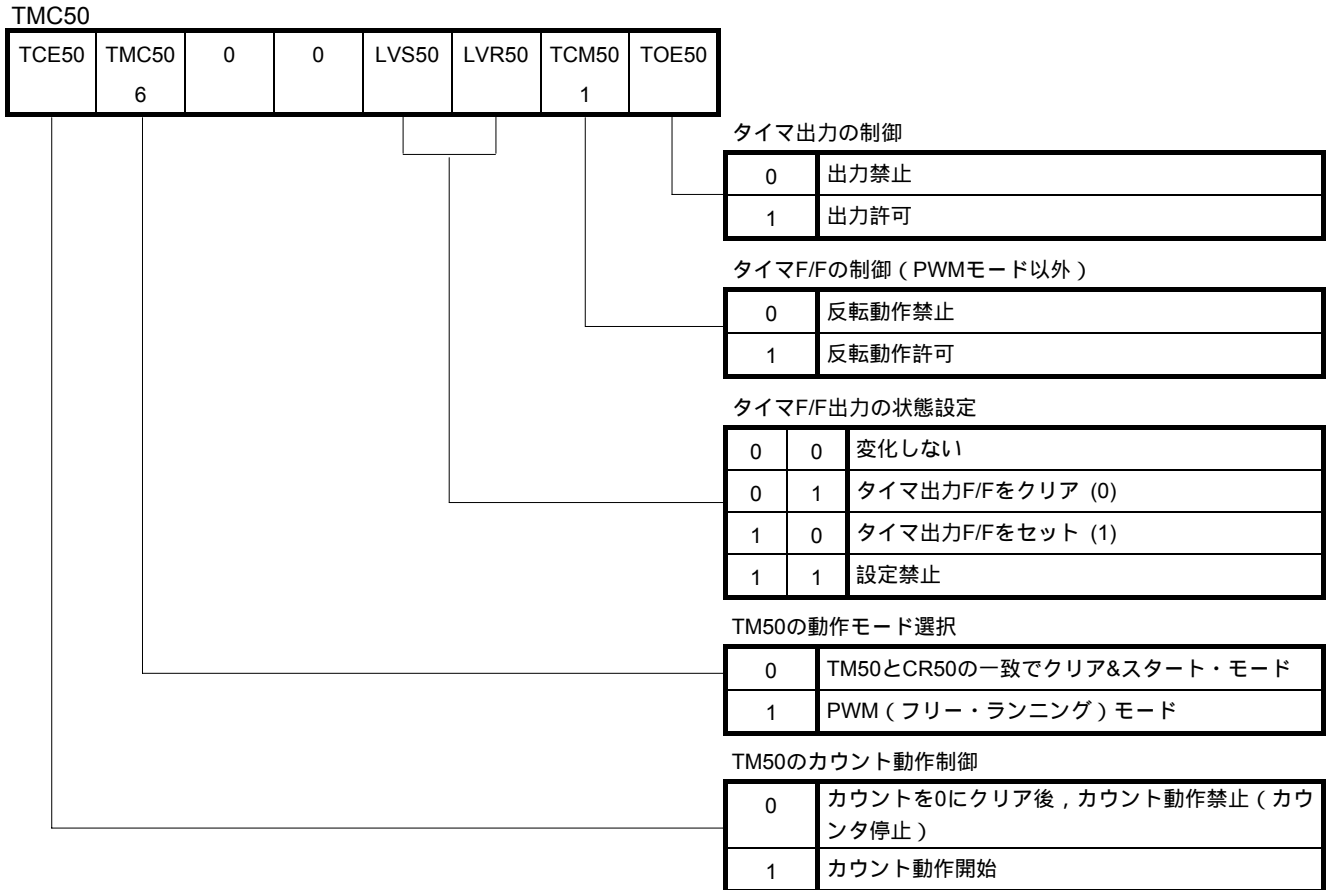 TMC50
TCE50 TMC50 0 0 LVS50 LVR50 TCM50 TOE50
6 1
タイマ出力の制御
0 出力禁止
1 出力許可
タイマF/Fの制御（PWMモード以外）
0 反転動作禁止
1 反転動作許可
タイマF/F出力の状態設定
0 0 変化しない
0 1 タイマ出力F/Fをクリア (0)
1 0 タイマ出力F/Fをセット (1)
1 1 設定禁止
TM50の動作モード選択
0 TM50とCR50の一致でクリア&スタート・モード
1 PWM（フリー・ランニング）モード
TM50のカウント動作制御
0 カウントを0にクリア後，カウント動作禁止（カウ
ンタ停止）
1 カウント動作開始